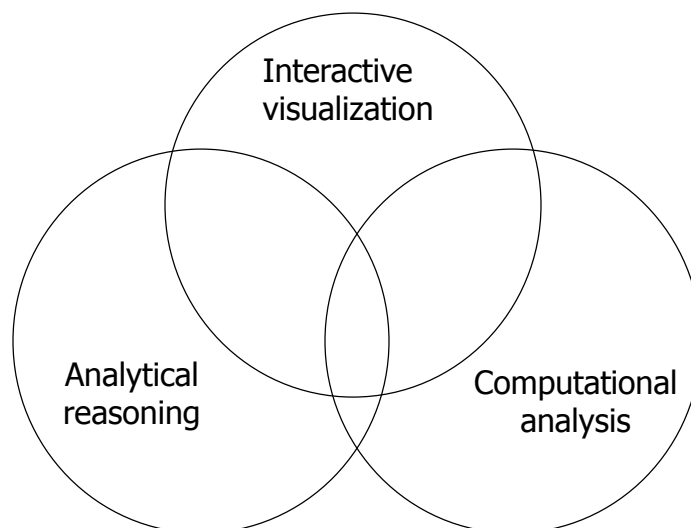 Interactive
visualization
Analytical
reasoning
Computational
analysis